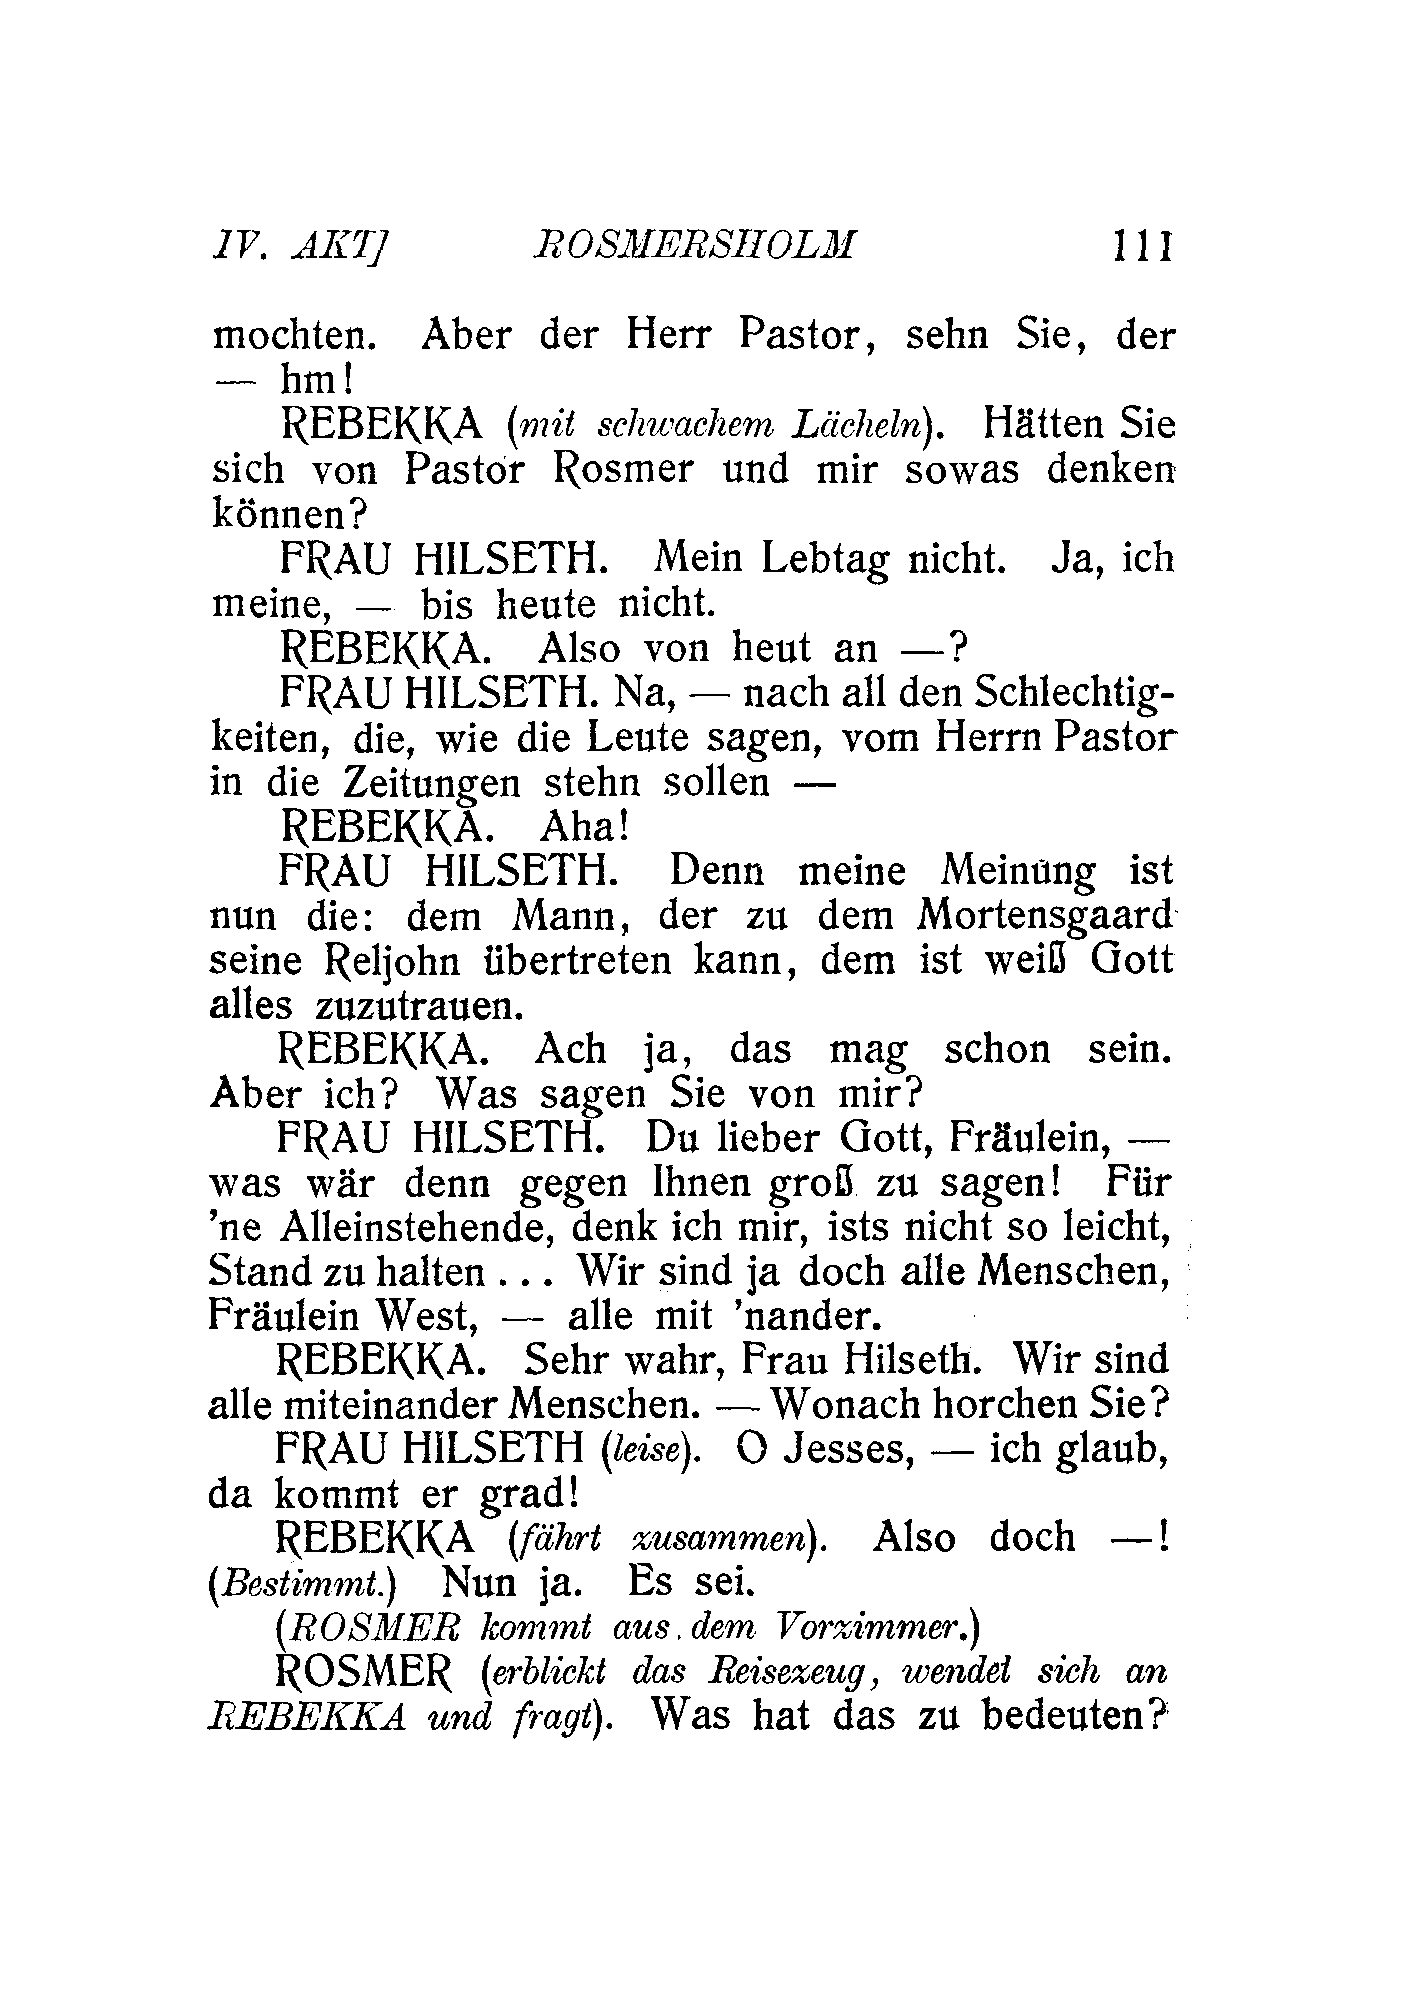 IV. AKT] ROSMERSHOLM 111
mochten. Aber der Herr Pastor, sehn Sie, der
— hm!
REBEKKA (mit schwachem Lächeln). Hätten Sie
sich von Pastor Rosmer und mir sowas denken
können?
FRAU HILSETH. Mein Lebtag nicht. Ja, ich
meine, — bis heute nicht.
REBEKKA. Also von heut an —?
FRAU HILSETH. Na, — nach all den Schlechtig-
keiten, die, wie die Leute sagen, vom Herrn Pastor
in die Zeitungen stehn sollen —
REBEKKA. Aha!
FRAU HILSETH. Denn meine Meinung ist
nun die: dem Mann, der zu dem Mortensgaard
seine Reljohn übertreten kann, dem ist weiß Gott
alles zuzutrauen.
REBEKKA. Ach ja, das mag schon sein.
Aber ich? Was sagen Sie von mir?
FRAU HILSETH. Du lieber Gott, Fräulein, —
was wär denn gegen Ihnen groß zu sagen! Für
'ne Alleinstehende, denk ich mir, ists nicht so leicht,
Stand zu halten ... Wir sind ja doch alle Menschen,
Fräulein West, — alle mit 'nander.
REBEKKA. Sehr wahr, Frau Hilseth. Wir sind
alle miteinander Menschen. — Wonach horchen Sie?
FRAU HILSETH (leise). O Jesses, — ich glaub,
da kommt er grad!
REBEKKA (fährt zusammen). Also doch —!
(Bestimmt.) Nun ja. Es sei.
(ROSMER kommt aus dem Vorzimmer.)
ROSMER (erblickt das Reisezeug, wendet sich an
REBEKKA und fragt). Was hat das zu bedeuten?